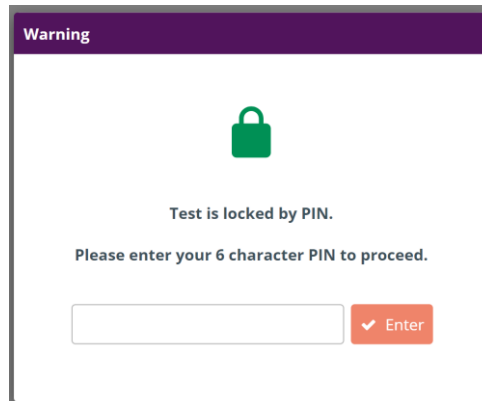 Warning
Test is locked by PIN.
Please enter your 6 character PIN to proceed.
Enter